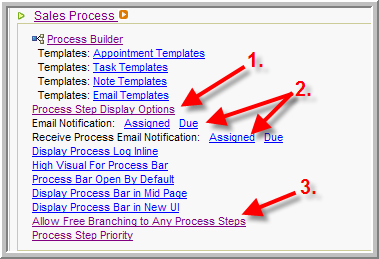 Sales Process
1.
Process Builder
Templates: Appointment Templates
Templates: Task Templates
Templates: Note Templates
Templates: Email Templates
2.
Process Step Display Options
Email Notification: Assigned Due
Receive Process Email Notification: Assigned Due
Display Process Log Inline
High Visual For Process Bar
Process Bar Open By Default
Display Process Bar in Mid Page
3.
Display Process Bar in New UI
Allow Free Branching to Any Process Steps
Process Step Priority